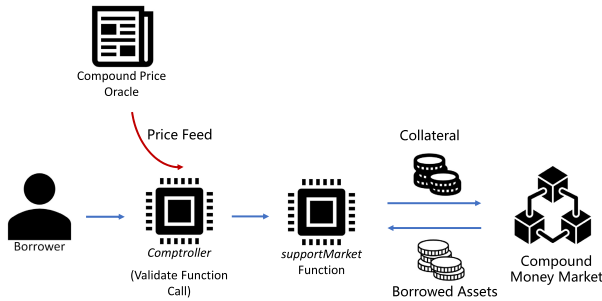 Compound Price
Oracle
Price Feed
Collateral
Borrower
Comptroller
(Validate Function
Call)
supportMarket
Function
Borrowed Assets
Compound
Money Market